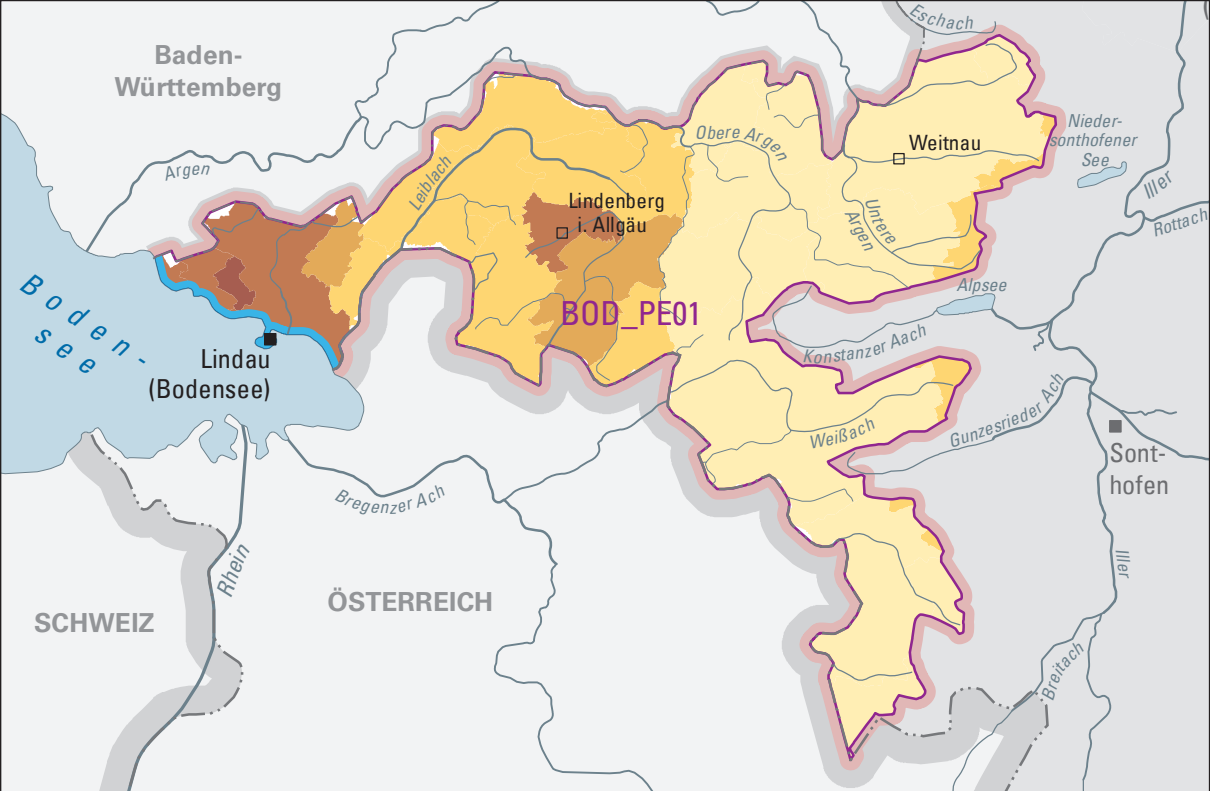 Eschach
Baden-
Württemberg
Argen
Leiblach
Obere Argen
Weitnau
Nieder-
sonthofener
See
Iller
Rottach
Untere
Argen
Lindenberg
i. Allgäu
BOD_PE01
Alpsee
Konstanzer Aach
Boden-
see
Lindau
(Bodensee)
Weißach
Gunzesrieder Ach
Sont-
hofen
Bregenzer Ach
Rhein
Iller
ÖSTERREICH
SCHWEIZ
Breitach